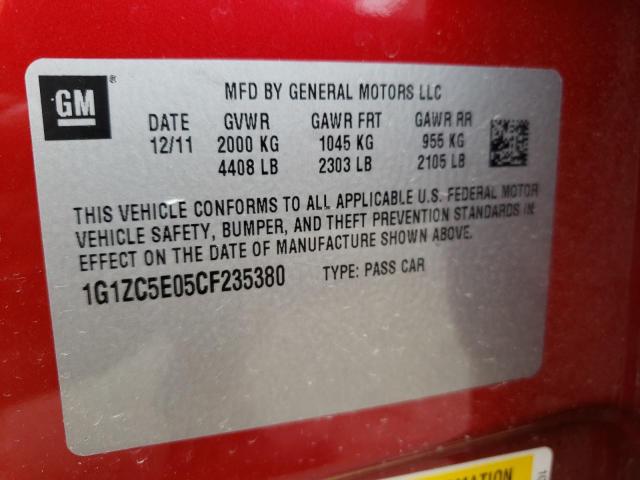 GM ®
MFD BY GENERAL MOTORS LLC
DATE GVWR GAWR FRT GAWR RR
12/11 2000 KG 1045 KG 955 KG
4408 LB 2303 LB 2105 LB
THIS VEHICLE CONFORMS TO ALL APPLICABLE U.S. FEDERAL MOTOR
VEHICLE SAFETY, BUMPER, AND THEFT PREVENTION STANDARDS IN
EFFECT ON THE DATE OF MANUFACTURE SHOWN ABOVE.
1G1ZC5E05CF235380 TYPE: PASS CAR